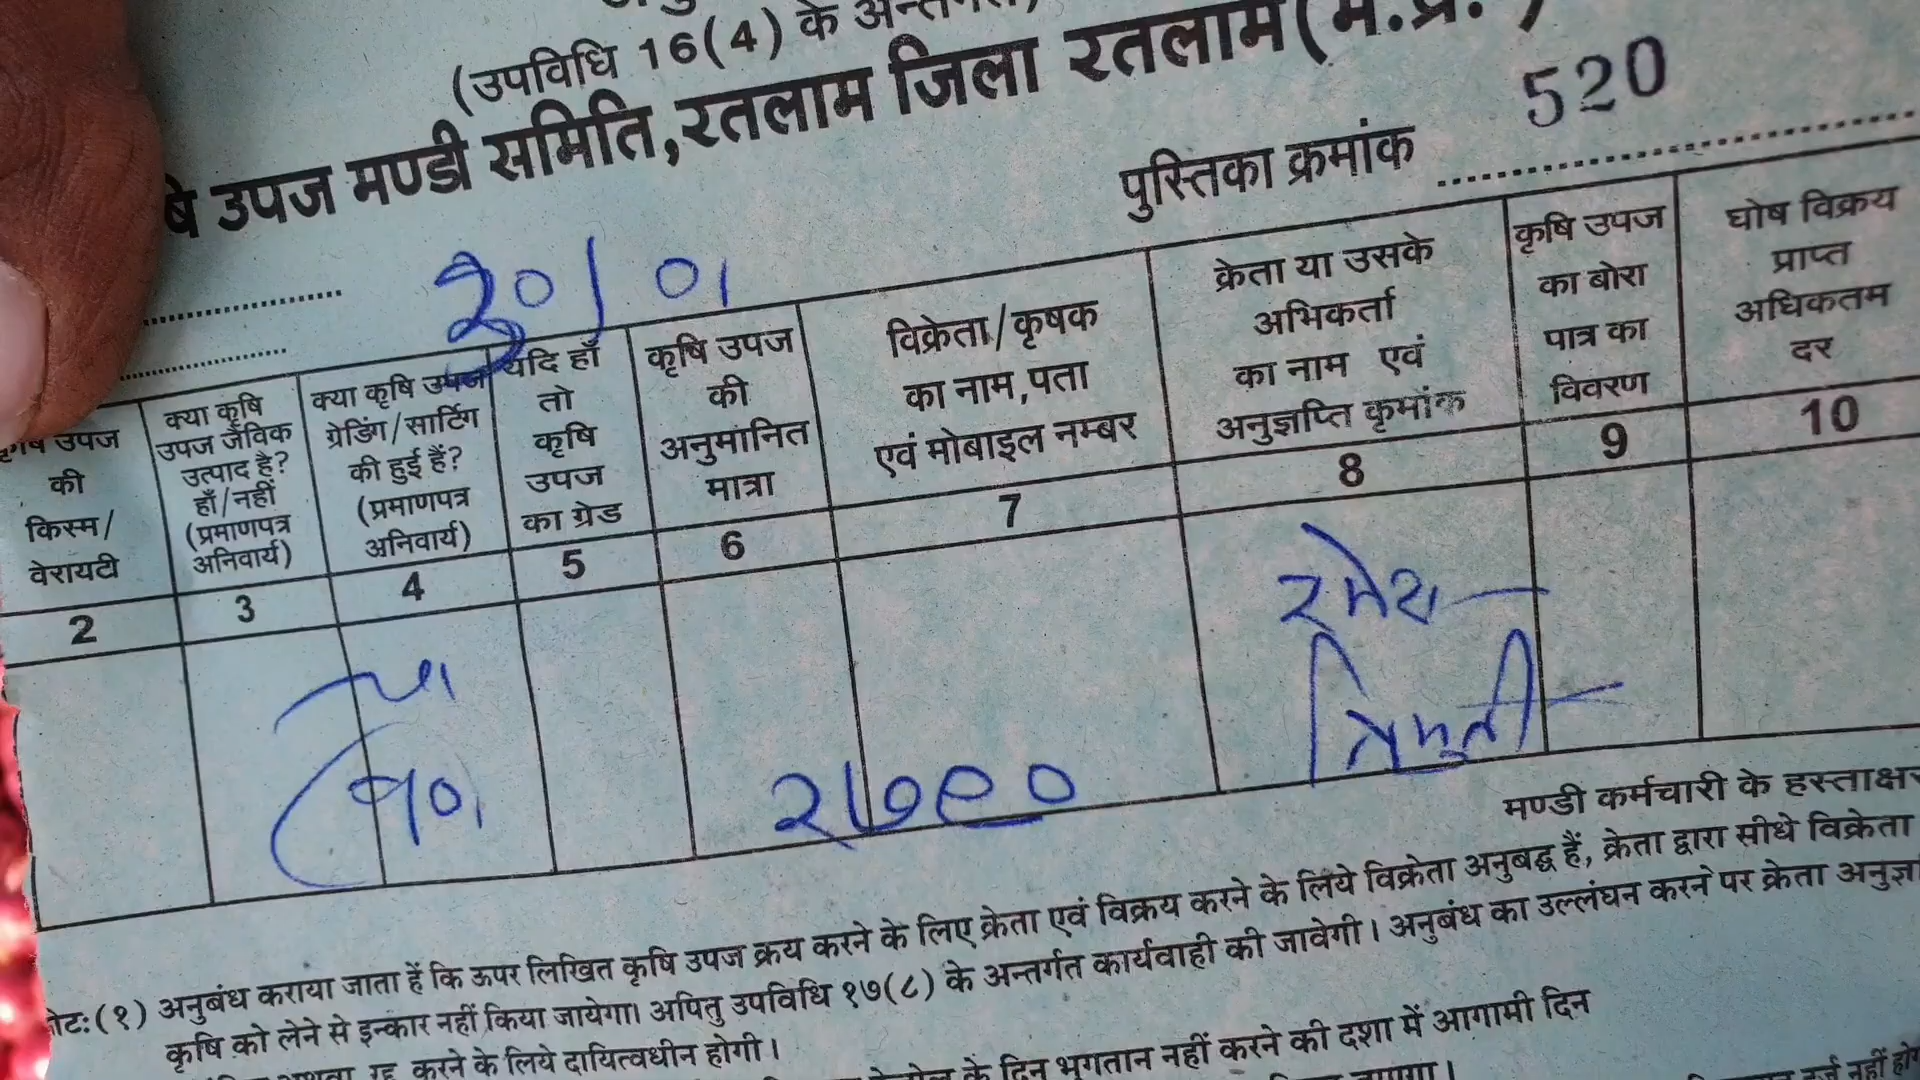 (उपविधि 16(4) के अन्तर्गत)
उपज मण्डी समिति, रतलाम जिला रतलाम (म.प्र.)
पुस्तिका क्रमांक 520
उपज की किस्म/ वेरायटी
क्या कृषि उपज जैविक उत्पाद है? हाँ/नहीं (प्रमाणपत्र अनिवार्य)
क्या कृषि उपज ग्रेडिंग/सार्टिग की हुई हैं? (प्रमाणपत्र अनिवार्य)
यदि हाँ तो कृषि उपज का ग्रेड
कृषि उपज की अनुमानित मात्रा
विक्रेता/कृषक का नाम, पता एवं मोबाइल नम्बर
क्रेता या उसके अभिकर्ता का नाम एवं अनुज्ञप्ति कृमांक
कृषि उपज का बोरा पात्र का विवरण
घोष विक्रय प्राप्त अधिकतम दर
2 3 4 5 6 7 8 9 10
रमेश
त्रिमूर्ती
मण्डी कर्मचारी के हस्ताक्षर
(१) अनुबंध कराया जाता हैं कि ऊपर लिखित कृषि उपज क्रय करने के लिए क्रेता एवं विक्रय करने के लिये विक्रेता अनुबद्ध हैं, क्रेता द्वारा सीधे विक्रेता
कृषि को लेने से इन्कार नहीं किया जायेगा। अपितु उपविधि १७(८) के अन्तर्गत कार्यवाही की जावेगी। अनुबंध का उल्लंघन करने पर क्रेता
करने के लिये दायित्वधीन होगी।
के दिन भुगतान नहीं करने की दशा में आगामी दिन